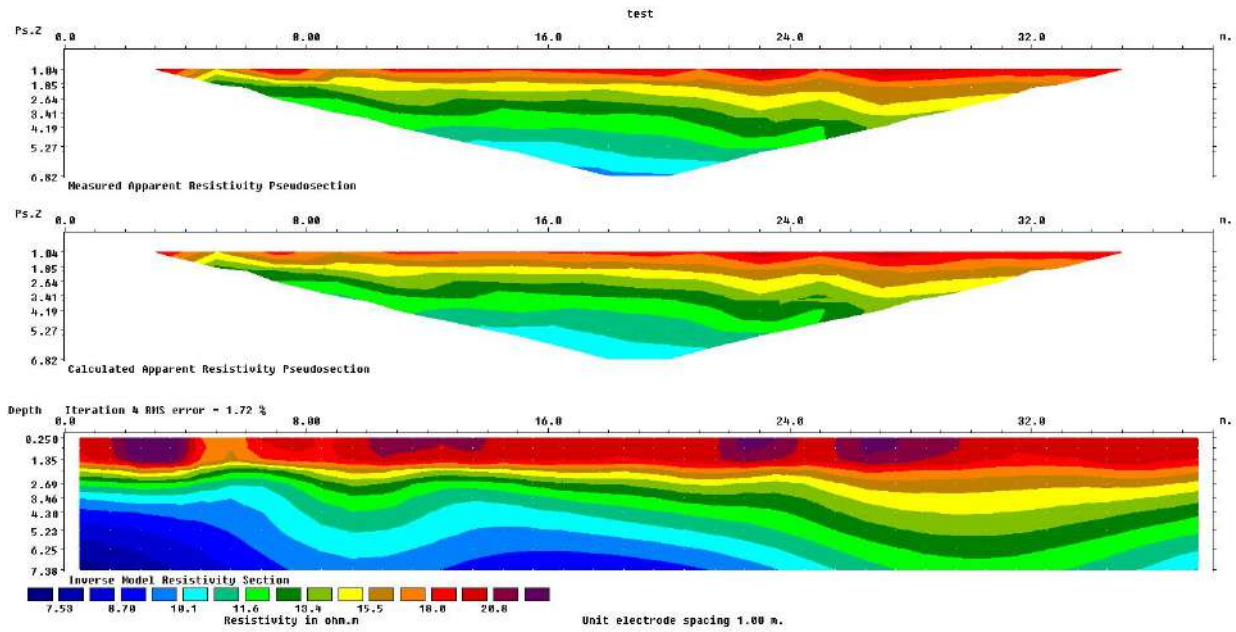 test
Ps.Z 0.0 8.00 16.0 24.0 32.0 m.
1.04
1.85
2.64
3.41
4.19
5.27
6.82
Measured Apparent Resistivity Pseudosection
Ps.Z 0.0 8.00 16.0 24.0 32.0 m.
1.04
1.85
2.64
3.41
4.19
5.27
6.82
Calculated Apparent Resistivity Pseudosection
Depth Iteration 4 RMS error = 1.72 %
0.0 8.00 16.0 24.0 32.0 m.
0.250
1.85
2.69
3.46
4.30
5.23
6.25
7.38
Inverse Model Resistivity Section
7.53 8.70 10.1 11.6 13.4 15.5 18.0 20.8
Resistivity in ohm.m Unit electrode spacing 1.00 m.